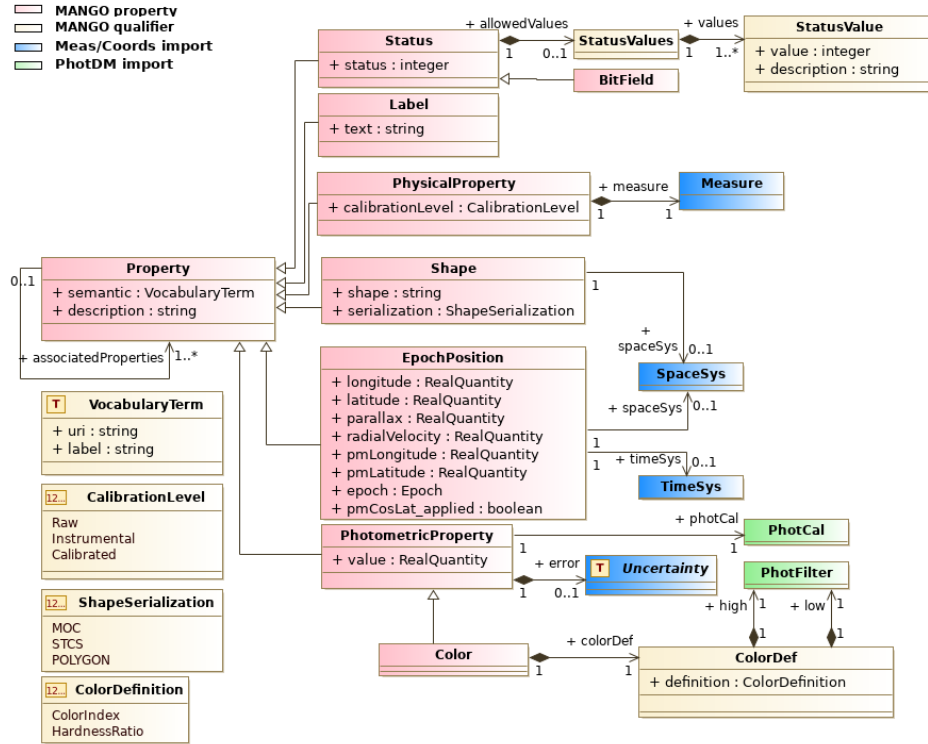 MANGO property
MANGO qualifier
Meas/Coords import
PhotDM import
Status
+ status : integer
+ allowedValues
1
0..1
StatusValues
+ values
1
1..*
StatusValue
+ value : integer
+ description : string
BitField
Label
+ text : string
PhysicalProperty
+ calibrationLevel : CalibrationLevel
+ measure
1
1
Measure
Property
+ semantic : VocabularyTerm
+ description : string
0..1
+ associatedProperties
1..*
Shape
+ shape : string
+ serialization : ShapeSerialization
1
+
spaceSys
0..1
SpaceSys
EpochPosition
+ longitude : RealQuantity
+ latitude : RealQuantity
+ parallax : RealQuantity
+ radialVelocity : RealQuantity
+ pmLongitude : RealQuantity
+ pmLatitude : RealQuantity
+ epoch : Epoch
+ pmCosLat_applied : boolean
+ spaceSys
0..1
1
1
+ timeSys
0..1
TimeSys
VocabularyTerm
T
+ uri : string
+ label : string
12...
CalibrationLevel
Raw
Instrumental
Calibrated
12...
ShapeSerialization
MOC
STCS
POLYGON
12...
ColorDefinition
ColorIndex
HardnessRatio
PhotometricProperty
+ value : RealQuantity
+ photCal
1
1
PhotCal
+ error
1
0..1
T
Uncertainty
PhotFilter
+ high
1
+ low
1
1
1
Color
+ colorDef
1
1
ColorDef
+ definition : ColorDefinition